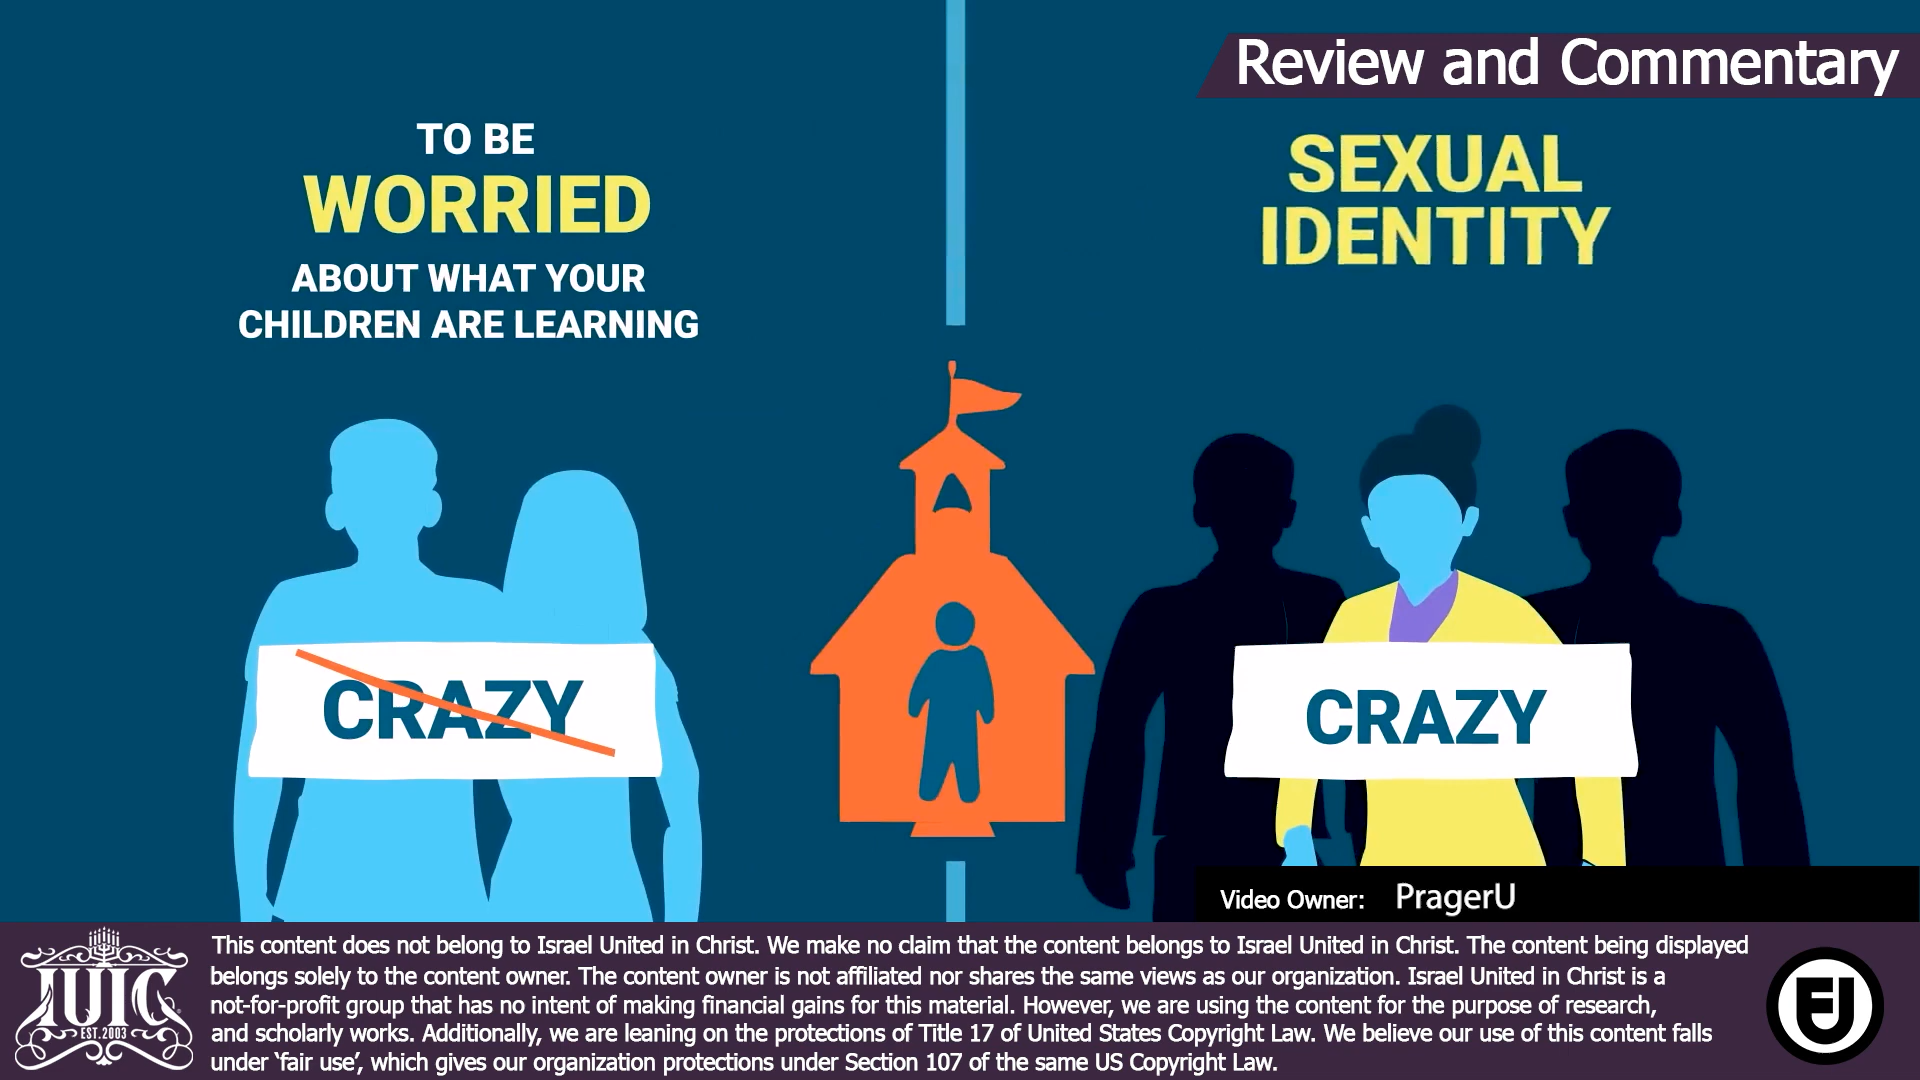 Review and Commentary
TO BE
WORRIED
ABOUT WHAT YOUR
CHILDREN ARE LEARNING
SEXUAL
IDENTITY
CRAZY
CRAZY
Video Owner: PragerU
This content does not belong to Israel United in Christ. We make no claim that the content belongs to Israel United in Christ. The content being displayed
belongs solely to the content owner. The content owner is not affiliated nor shares the same views as our organization. Israel United in Christ is a
not-for-profit group that has no intent of making financial gains for this material. However, we are using the content for the purpose of research,
and scholarly works. Additionally, we are leaning on the protections of Title 17 of United States Copyright Law. We believe our use of this content falls
under ‘fair use’, which gives our organization protections under Section 107 of the same US Copyright Law.
IUIC
EST. 2003